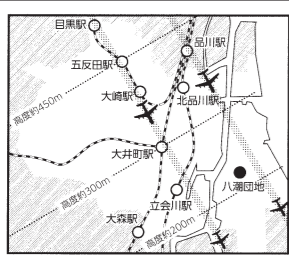 目黒駅
品川駅
五反田駅
大崎駅
北品川駅
高度約450m
大井町駅
八潮団地
高度約300m
立会川駅
大森駅
高度約200m